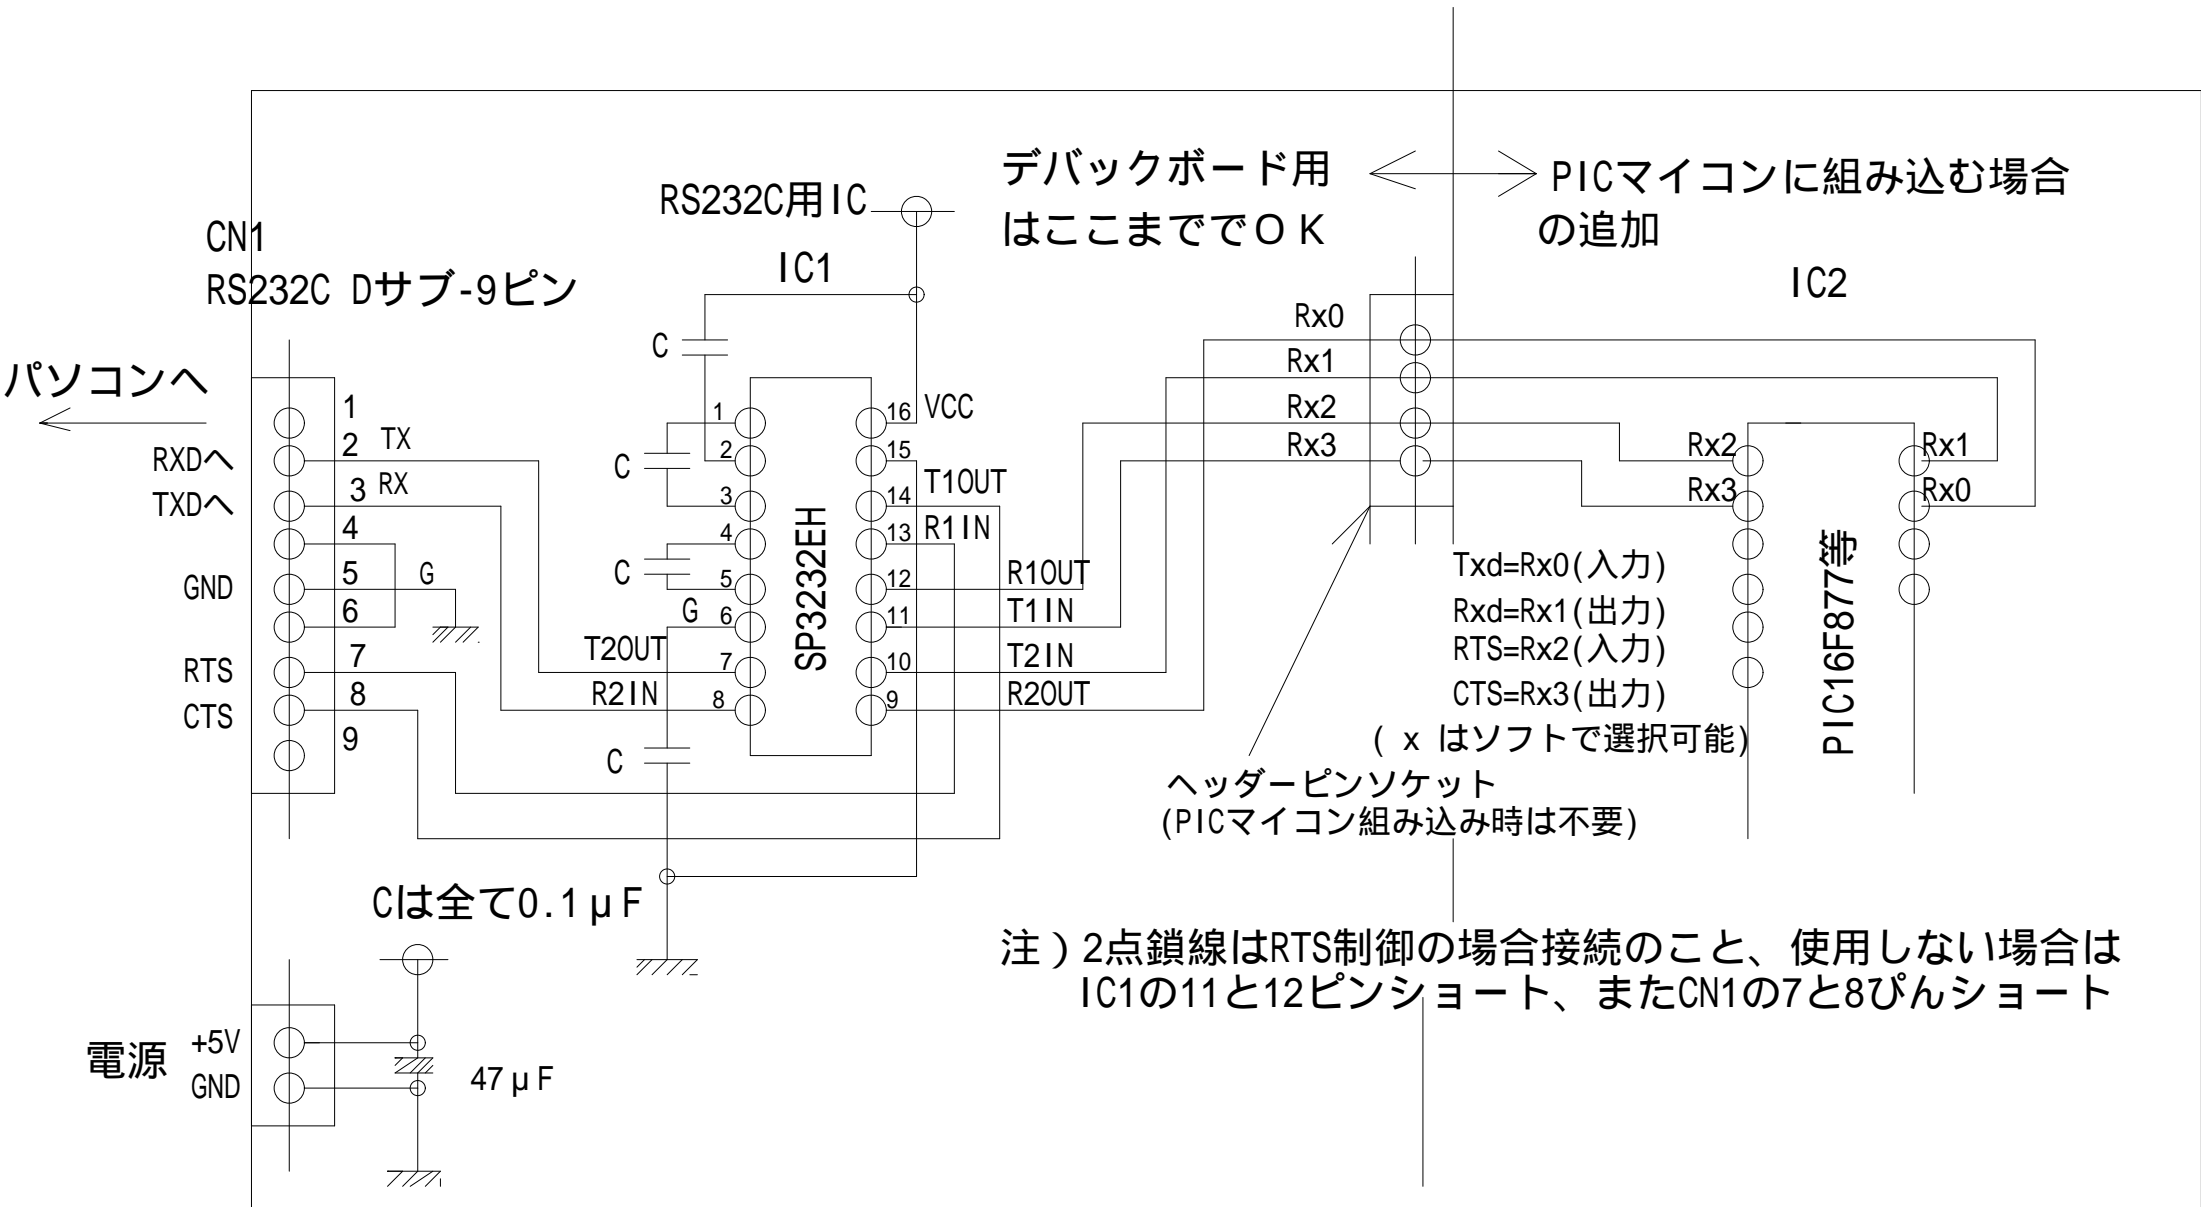 デバックボード用
はここまででＯＫ
PICマイコンに組み込む場合
の追加
RS232C用IC
CN1
RS232C Dサブ-9ピン
IC1
IC2
パソコンへ
RXDへ
TXDへ
GND
RTS
CTS
1
2
3
4
5
6
7
8
9
TX
RX
G
C
C
C
G
C
T2OUT
R2IN
1
2
3
4
5
6
7
8
SP3232EH
16
15
14
13
12
11
10
9
VCC
T1OUT
R1IN
R1OUT
T1IN
T2IN
R2OUT
Rx0
Rx1
Rx2
Rx3
Rx2
Rx3
Rx1
Rx0
PIC16F877等
Txd=Rx0(入力)
Rxd=Rx1(出力)
RTS=Rx2(入力)
CTS=Rx3(出力)
( x はソフトで選択可能)
ヘッダーピンソケット
(PICマイコン組み込み時は不要)
Cは全て0.1μF
注）2点鎖線はRTS制御の場合接続のこと、使用しない場合は
IC1の11と12ピンショート、またCN1の7と8ぴんショート
電源
+5V
GND
47μF